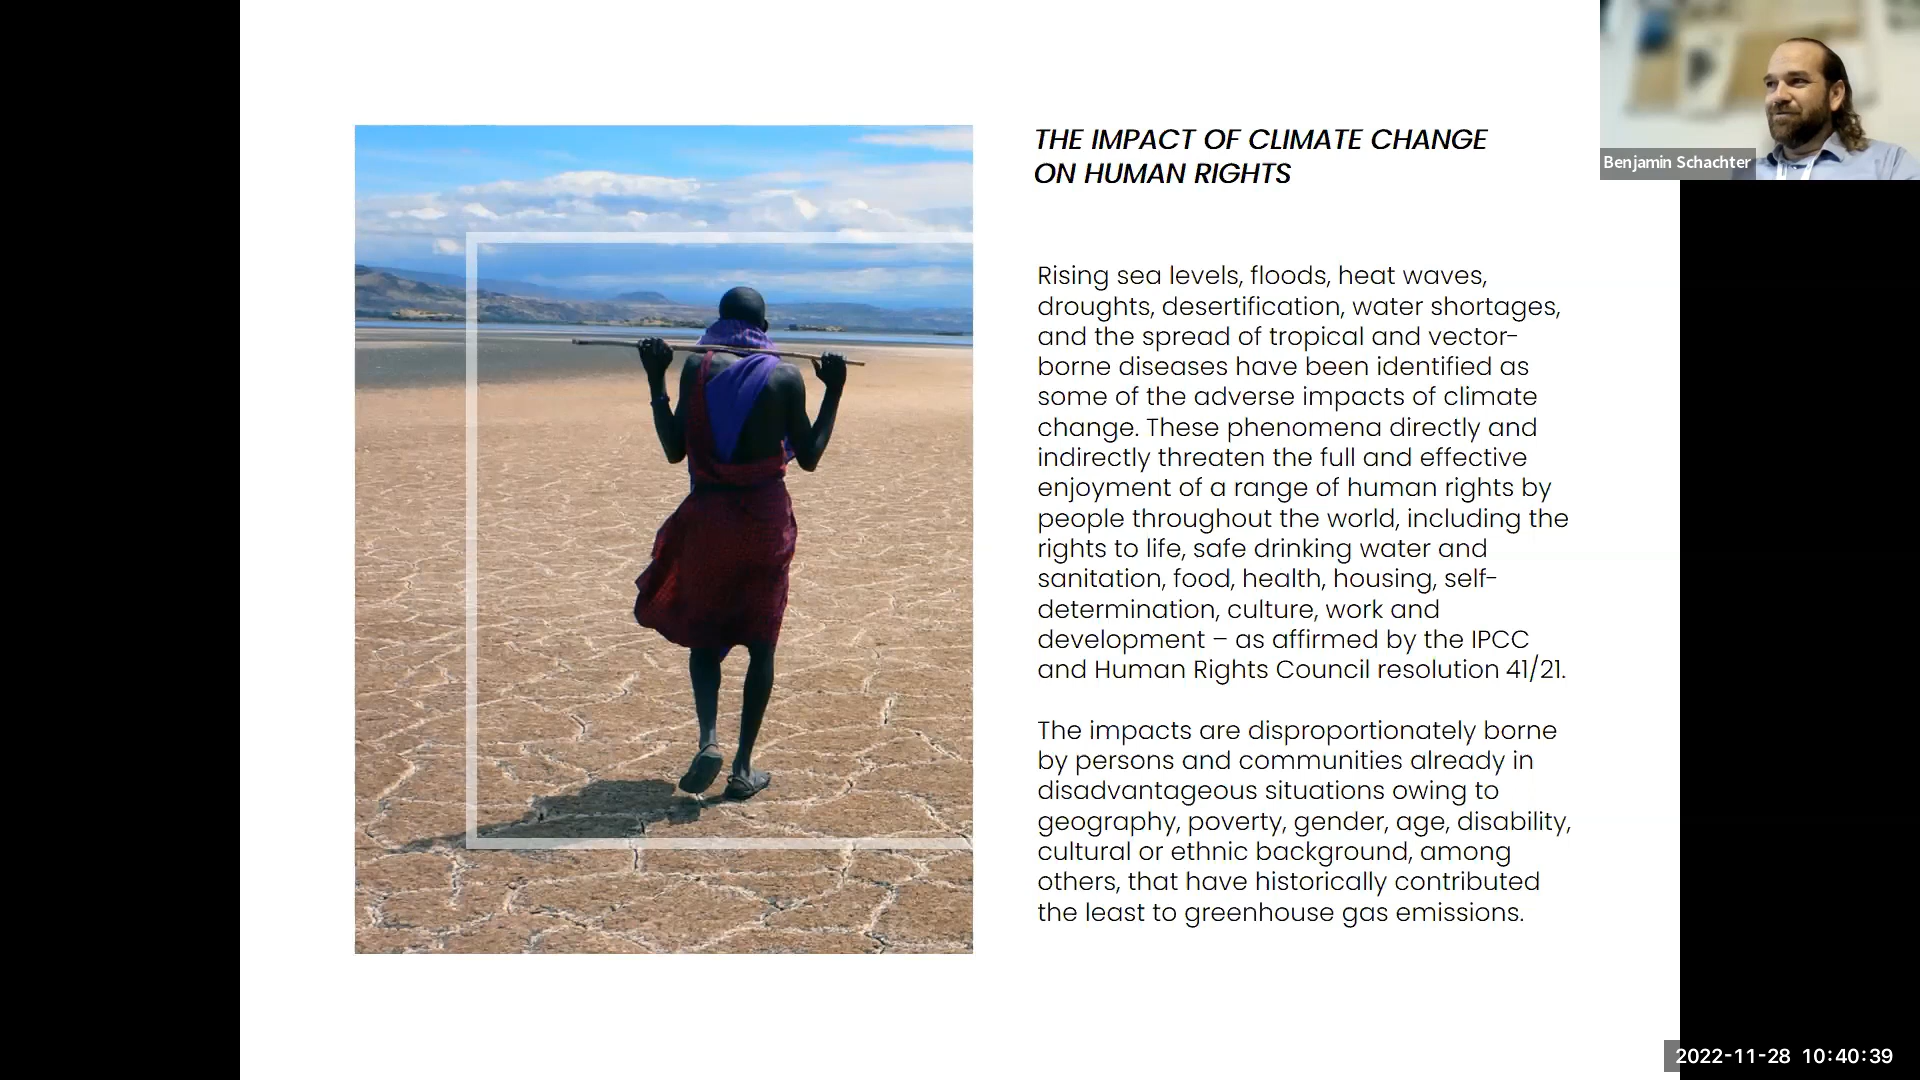 THE IMPACT OF CLIMATE CHANGE
ON HUMAN RIGHTS
Rising sea levels, floods, heat waves,
droughts, desertification, water shortages,
and the spread of tropical and vector-
borne diseases have been identified as
some of the adverse impacts of climate
change. These phenomena directly and
indirectly threaten the full and effective
enjoyment of a range of human rights by
people throughout the world, including the
rights to life, safe drinking water and
sanitation, food, health, housing, self-
determination, culture, work and
development – as affirmed by the IPCC
and Human Rights Council resolution 41/21.
The impacts are disproportionately borne
by persons and communities already in
disadvantageous situations owing to
geography, poverty, gender, age, disability,
cultural or ethnic background, among
others, that have historically contributed
the least to greenhouse gas emissions.
Benjamin Schachter
2022-11-28 10:40:39